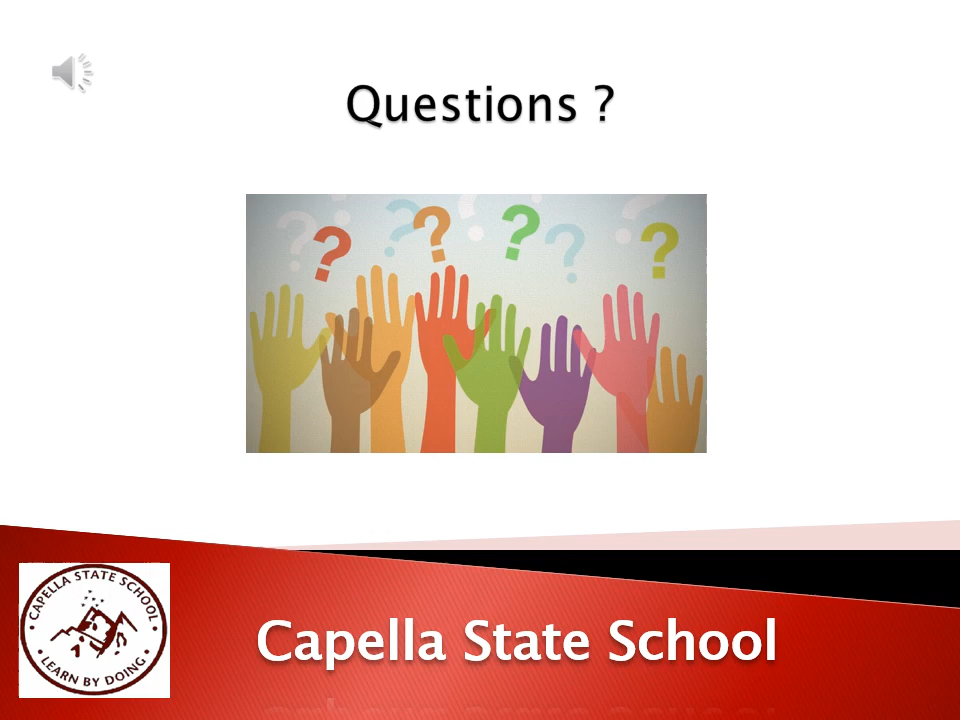 Questions ?
? ? ? ? ? ? ? ? ?
CAPELLA STATE SCHOOL
• LEARN BY DOING •
Capella State School